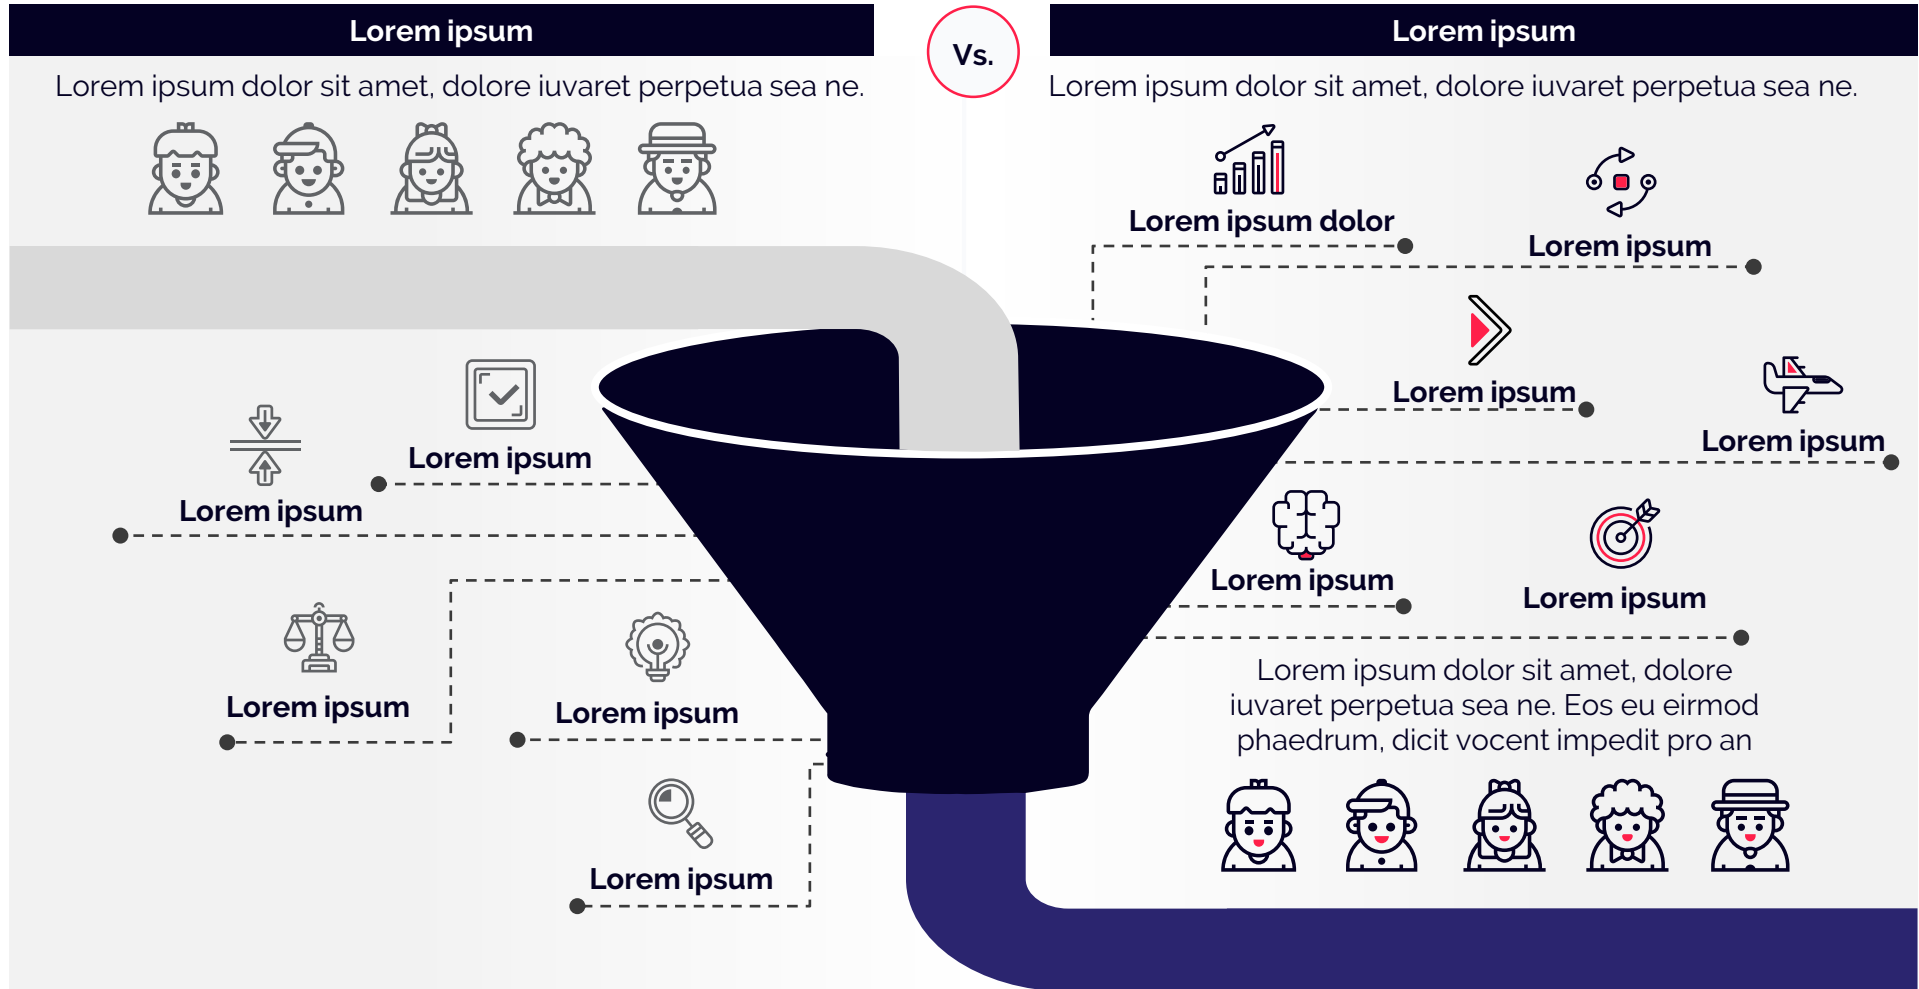 Lorem ipsum
Vs.
Lorem ipsum
Lorem ipsum dolor sit amet, dolore iuvaret perpetua sea ne.
Lorem ipsum dolor sit amet, dolore iuvaret perpetua sea ne.
Lorem ipsum dolor
Lorem ipsum
Lorem ipsum
Lorem ipsum
Lorem ipsum
Lorem ipsum
Lorem ipsum
Lorem ipsum
Lorem ipsum
Lorem ipsum
Lorem ipsum
Lorem ipsum dolor sit amet, dolore
iuvaret perpetua sea ne. Eos eu eirmod
phaedrum, dicit vocent impedit pro an
Lorem ipsum